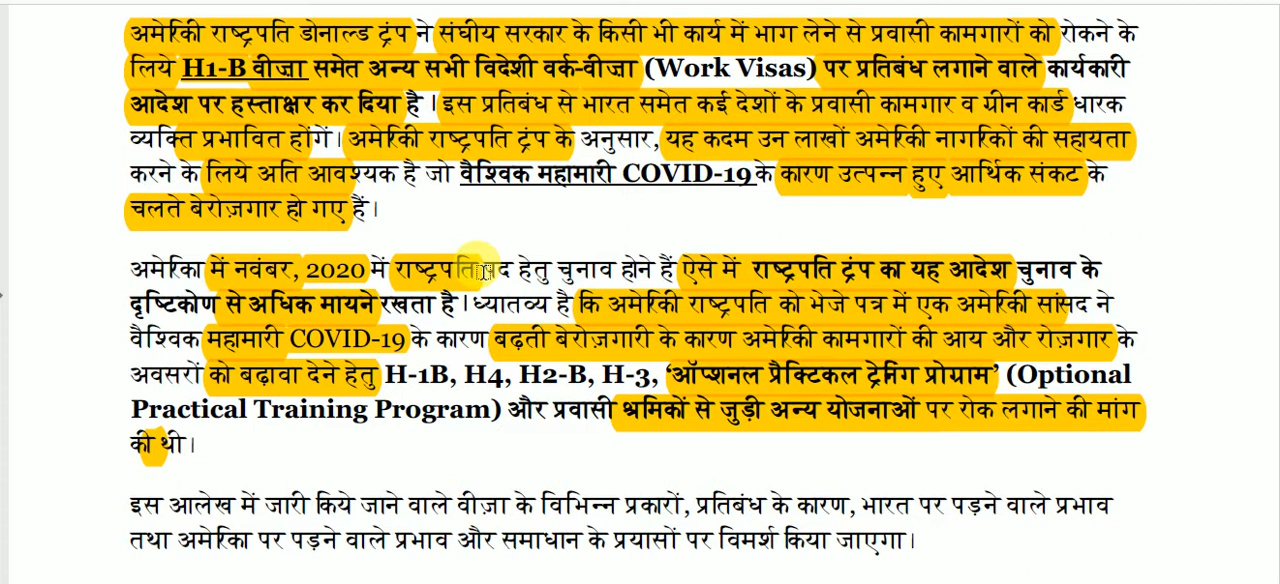 अमेरिकी राष्ट्रपति डोनाल्ड ट्रंप ने संघीय सरकार के किसी भी कार्य में भाग लेने से प्रवासी कामगारों को रोकने के
लिये H1-B वीज़ा समेत अन्य सभी विदेशी वर्क-वीज़ा (Work Visas) पर प्रतिबंध लगाने वाले कार्यकारी
आदेश पर हस्ताक्षर कर दिया है । इस प्रतिबंध से भारत समेत कई देशों के प्रवासी कामगार व ग्रीन कार्ड धारक
व्यक्ति प्रभावित होंगें। अमेरिकी राष्ट्रपति ट्रंप के अनुसार, यह कदम उन लाखों अमेरिकी नागरिकों की सहायता
करने के लिये अति आवश्यक है जो वैश्विक महामारी COVID-19 के कारण उत्पन्न हुए आर्थिक संकट के
चलते बेरोज़गार हो गए हैं।
अमेरिका में नवंबर, 2020 में राष्ट्रपति पद हेतु चुनाव होने हैं ऐसे में राष्ट्रपति ट्रंप का यह आदेश चुनाव के
दृष्टिकोण से अधिक मायने रखता है। ध्यातव्य है कि अमेरिकी राष्ट्रपति को भेजे पत्र में एक अमेरिकी सांसद ने
वैश्विक महामारी COVID-19 के कारण बढ़ती बेरोज़गारी के कारण अमेरिकी कामगारों की आय और रोज़गार के
अवसरों को बढ़ावा देने हेतु H-1B, H4, H2-B, H-3, ‘ऑप्शनल प्रैक्टिकल ट्रेनिंग प्रोग्राम’ (Optional
Practical Training Program) और प्रवासी श्रमिकों से जुड़ी अन्य योजनाओं पर रोक लगाने की मांग
की थी।
इस आलेख में जारी किये जाने वाले वीज़ा के विभिन्न प्रकारों, प्रतिबंध के कारण, भारत पर पड़ने वाले प्रभाव
तथा अमेरिका पर पड़ने वाले प्रभाव और समाधान के प्रयासों पर विमर्श किया जाएगा।